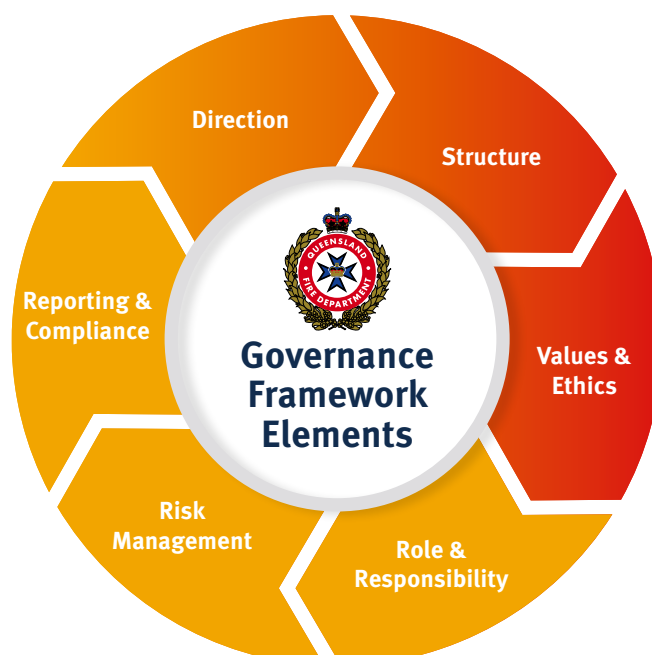 Direction
Structure
QUEENSLAND
FIRE DEPARTMENT
Reporting &
Compliance
Governance
Framework
Elements
Values &
Ethics
Risk
Management
Role &
Responsibility